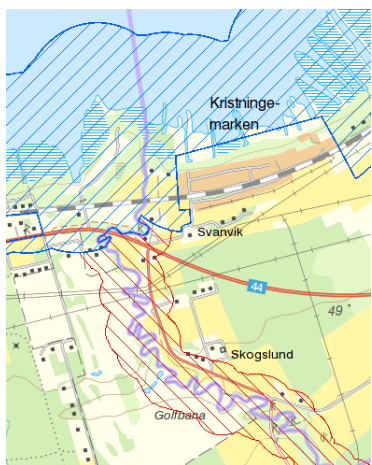 Kristninge-
marken
Svanvik
44
49
Skogslund
Golfbana